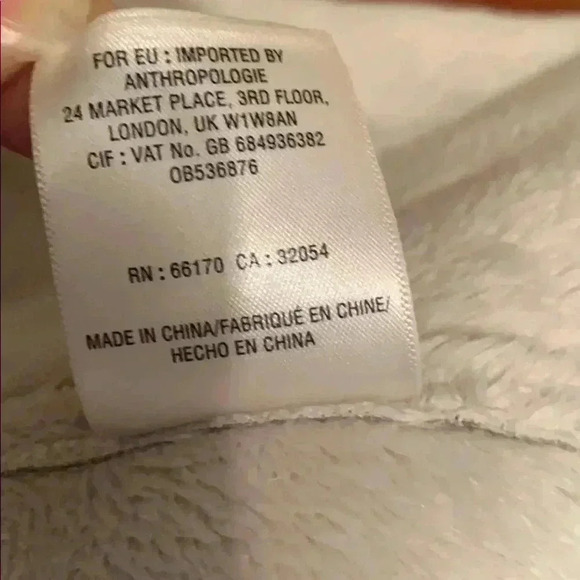 FOR EU : IMPORTED BY
ANTHROPOLOGIE
24 MARKET PLACE, 3RD FLOOR,
LONDON, UK W1W8AN
CIF : VAT No. GB 684936382
OB536876
RN : 66170 CA : 32054
MADE IN CHINA/FABRIQUÉ EN CHINE/
HECHO EN CHINA